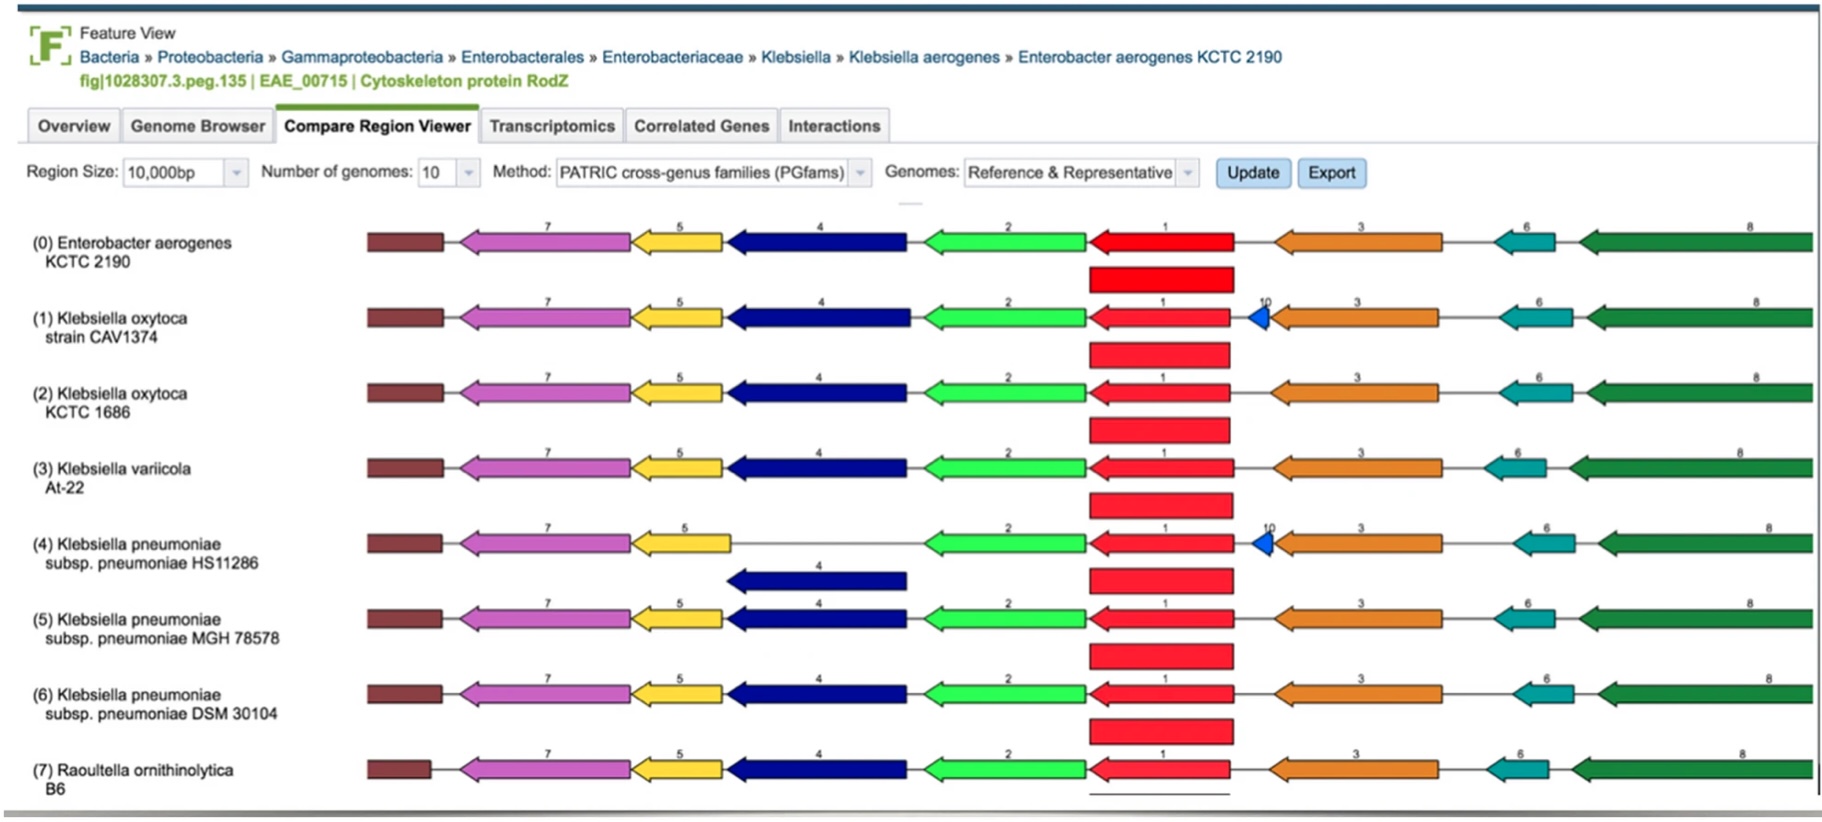 F
Feature View
Bacteria » Proteobacteria » Gammaproteobacteria » Enterobacterales » Enterobacteriaceae » Klebsiella » Klebsiella aerogenes » Enterobacter aerogenes KCTC 2190
fig|1028307.3.peg.135 | EAE_00715 | Cytoskeleton protein RodZ
Overview Genome Browser Compare Region Viewer Transcriptomics Correlated Genes Interactions
Region Size: 10,000bp Number of genomes: 10 Method: PATRIC cross-genus families (PGfams) Genomes: Reference & Representative Update Export
7 5 4 2 1 3 6 8
(0) Enterobacter aerogenes
KCTC 2190
7 5 4 2 1 10 3 6 8
(1) Klebsiella oxytoca
strain CAV1374
7 5 4 2 1 3 6 8
(2) Klebsiella oxytoca
KCTC 1686
7 5 4 2 1 3 6 8
(3) Klebsiella variicola
At-22
7 5 2 1 10 3 6 8
(4) Klebsiella pneumoniae
subsp. pneumoniae HS11286
4
7 5 4 2 1 3 6 8
(5) Klebsiella pneumoniae
subsp. pneumoniae MGH 78578
7 5 4 2 1 3 6 8
(6) Klebsiella pneumoniae
subsp. pneumoniae DSM 30104
7 5 4 2 1 3 6 8
(7) Raoultella ornithinolytica
B6